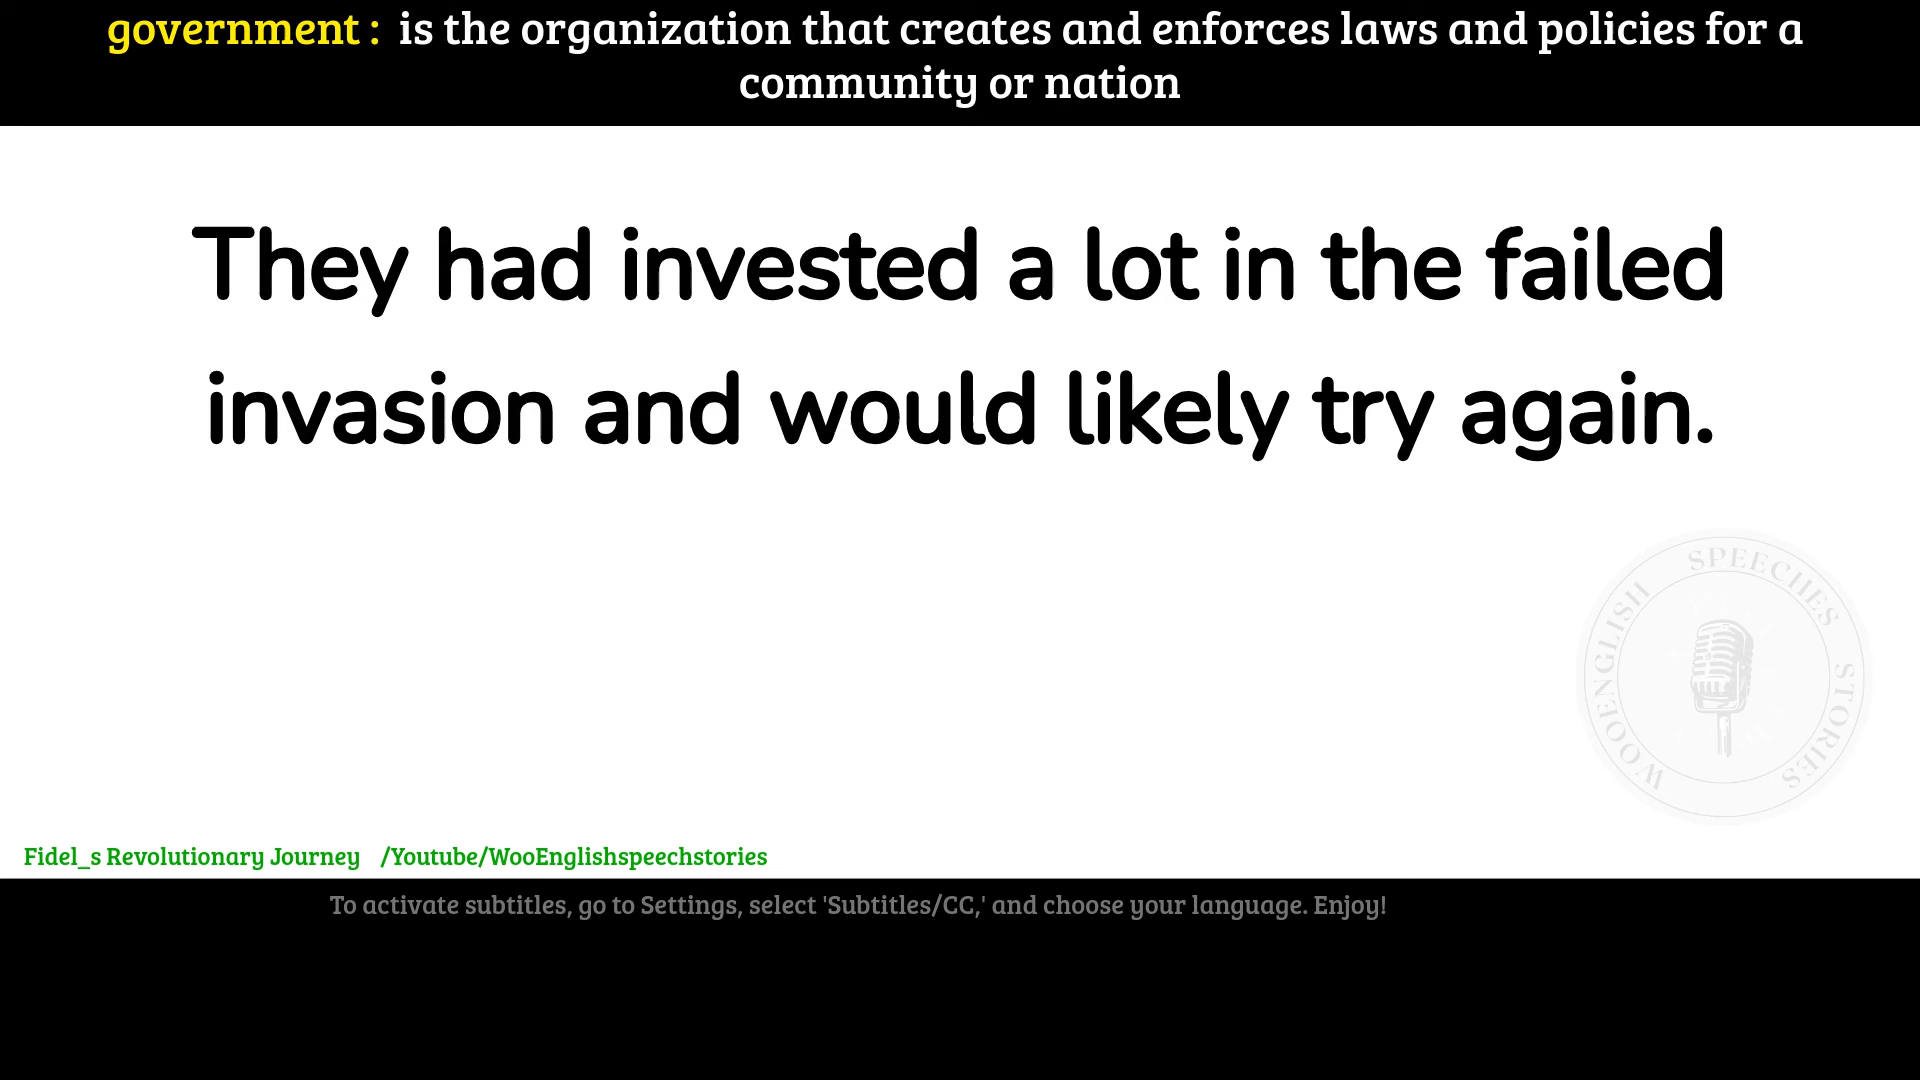 government : is the organization that creates and enforces laws and policies for a
community or nation
They had invested a lot in the failed
invasion and would likely try again.
WOOENGLISH SPEECHES STORIES
Fidel_s Revolutionary Journey /Youtube/WooEnglishspeechstories
To activate subtitles, go to Settings, select 'Subtitles/CC,' and choose your language. Enjoy!